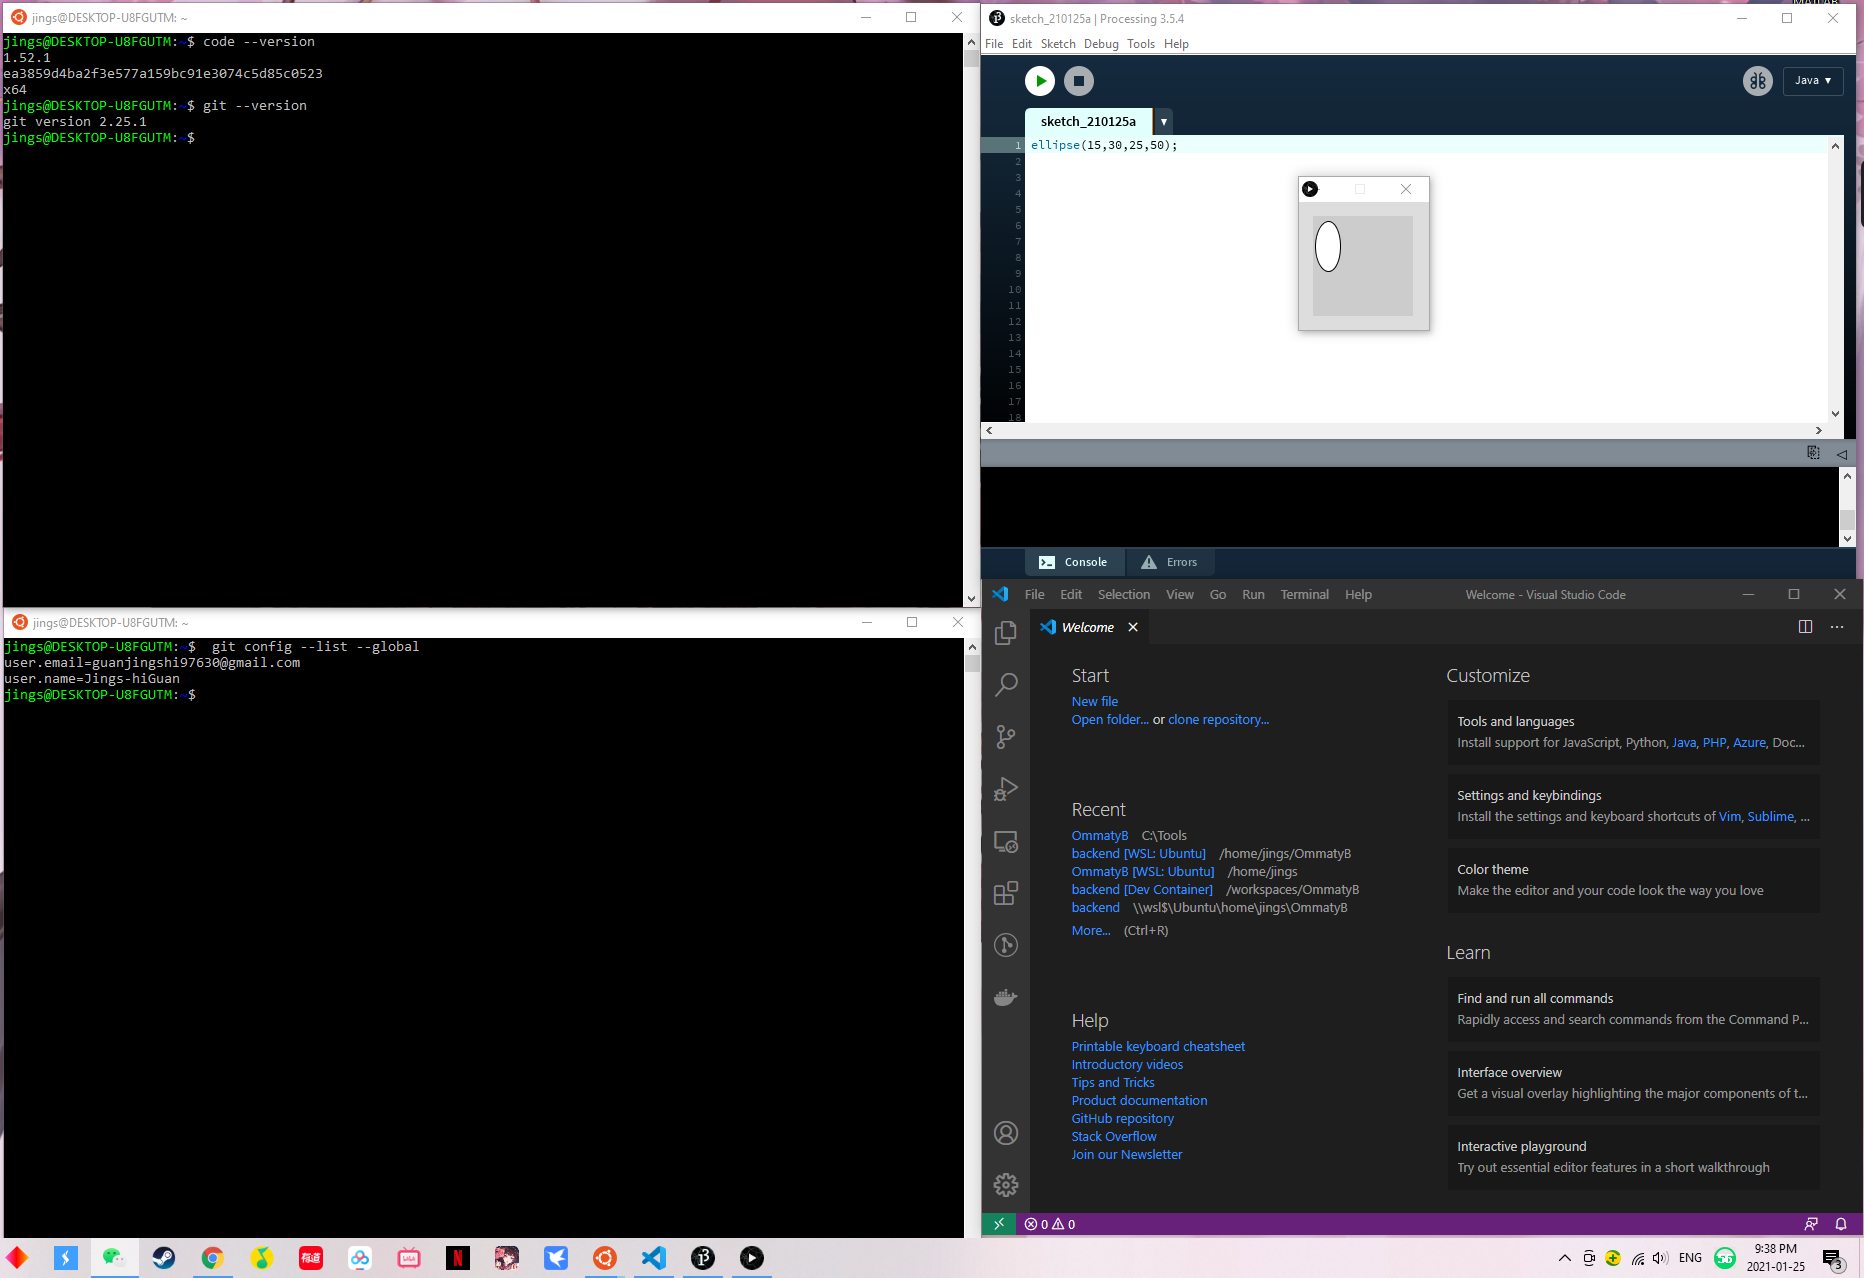 jings@DESKTOP-U8FGUTM: ~
jings@DESKTOP-U8FGUTM:~$ code --version
1.52.1
ea3859d4ba2f3e577a159bc91e3074c5d85c0523
x64
jings@DESKTOP-U8FGUTM:~$ git --version
git version 2.25.1
jings@DESKTOP-U8FGUTM:~$
jings@DESKTOP-U8FGUTM: ~
jings@DESKTOP-U8FGUTM:~$  git config --list --global
user.email=guanjingshi97630@gmail.com
user.name=Jings-hiGuan
jings@DESKTOP-U8FGUTM:~$
sketch_210125a | Processing 3.5.4
File Edit Sketch Debug Tools Help
Java ▼
sketch_210125a ▼
1 ellipse(15,30,25,50);
2
3
4
5
6
7
8
9
10
11
12
13
14
15
16
17
18
Console Errors
File Edit Selection View Go Run Terminal Help Welcome - Visual Studio Code
Welcome
Start
New file
Open folder... or clone repository...
Recent
OmmatyB C:\Tools
backend [WSL: Ubuntu] /home/jings/OmmatyB
OmmatyB [WSL: Ubuntu] /home/jings
backend [Dev Container] /workspaces/OmmatyB
backend \\wsl$\Ubuntu\home\jings\OmmatyB
More... (Ctrl+R)
Help
Printable keyboard cheatsheet
Introductory videos
Tips and Tricks
Product documentation
GitHub repository
Stack Overflow
Join our Newsletter
Customize
Tools and languages
Install support for JavaScript, Python, Java, PHP, Azure, Doc...
Settings and keybindings
Install the settings and keyboard shortcuts of Vim, Sublime, ...
Color theme
Make the editor and your code look the way you love
Learn
Find and run all commands
Rapidly access and search commands from the Command P...
Interface overview
Get a visual overlay highlighting the major components of t...
Interactive playground
Try out essential editor features in a short walkthrough
0 0
有道
ENG
9:38 PM
2021-01-25
3